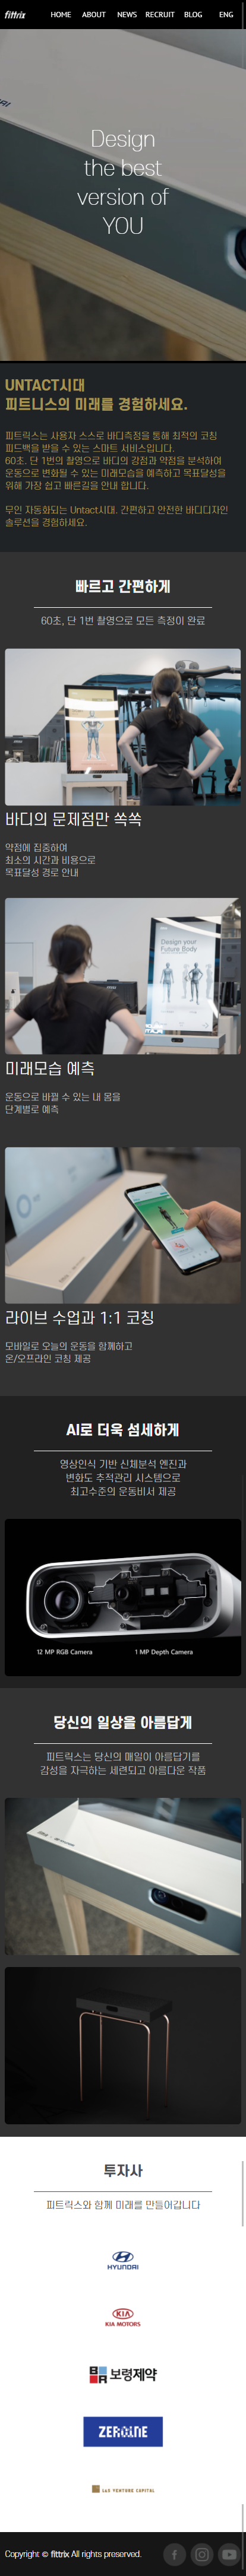 fittrix
HOME ABOUT NEWS RECRUIT BLOG ENG
Design
the best
version of
YOU
UNTACT시대
피트니스의 미래를 경험하세요.
피트릭스는 사용자 스스로 바디측정을 통해 최적의 코칭
피드백을 받을 수 있는 스마트 서비스입니다.
60초. 단 1번의 촬영으로 바디의 강점과 약점을 분석하여
운동으로 변화될 수 있는 미래모습을 예측하고 목표달성을
위해 가장 쉽고 빠른길을 안내 합니다.
무인 자동화되는 Untact시대. 간편하고 안전한 바디디자인
솔루션을 경험하세요.
빠르고 간편하게
60초, 단 1번 촬영으로 모든 측정이 완료
바디의 문제점만 쏙쏙
약점에 집중하여
최소의 시간과 비용으로
목표달성 경로 안내
Design your
Future Body
미래모습 예측
운동으로 바뀔 수 있는 내 몸을
단계별로 예측
라이브 수업과 1:1 코칭
모바일로 오늘의 운동을 함께하고
온/오프라인 코칭 제공
AI로 더욱 섬세하게
영상인식 기반 신체분석 엔진과
변화도 추적관리 시스템으로
최고수준의 운동비서 제공
12 MP RGB Camera 1 MP Depth Camera
당신의 일상을 아름답게
피트릭스는 당신의 매일이 아름답기를
감성을 자극하는 세련되고 아름다운 작품
투자사
피트릭스와 함께 미래를 만들어갑니다
HYUNDAI
KIA
KIA MOTORS
BR 보령제약
ZER01NE
L&S VENTURE CAPITAL
Copyright © fittrix All rights preserved.